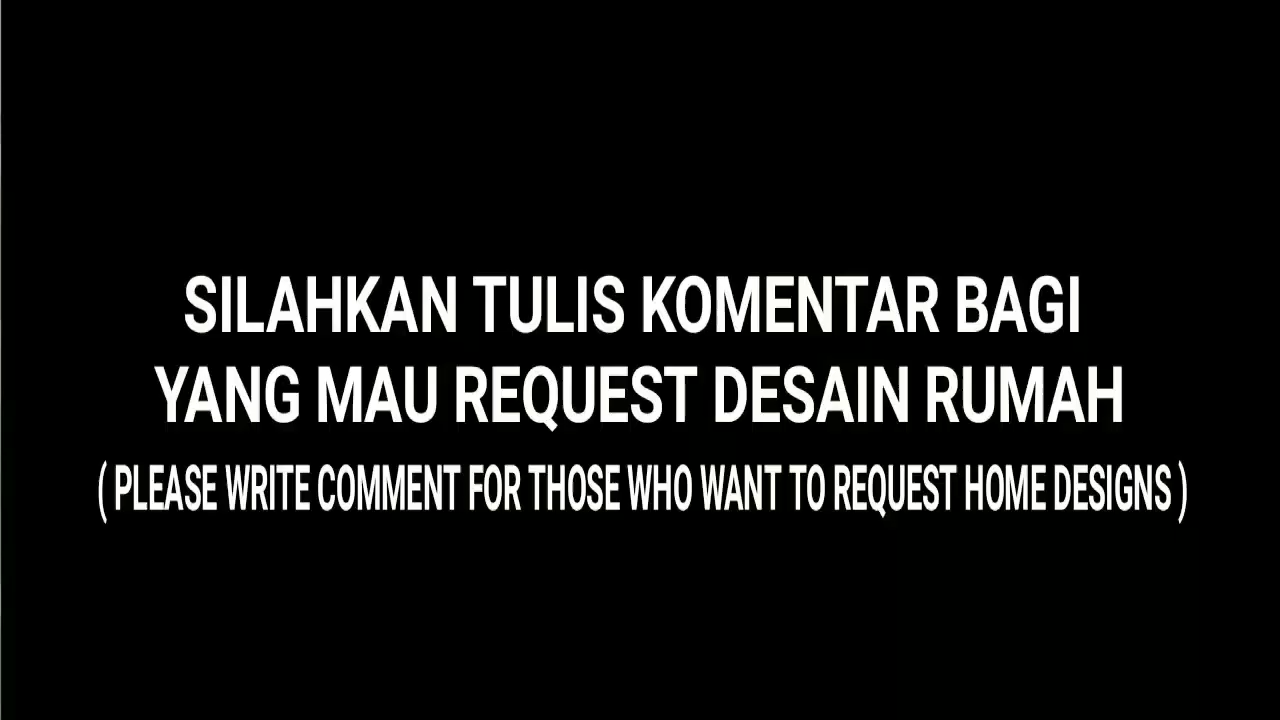 SILAHKAN TULIS KOMENTAR BAGI
YANG MAU REQUEST DESAIN RUMAH
( PLEASE WRITE COMMENT FOR THOSE WHO WANT TO REQUEST HOME DESIGNS )